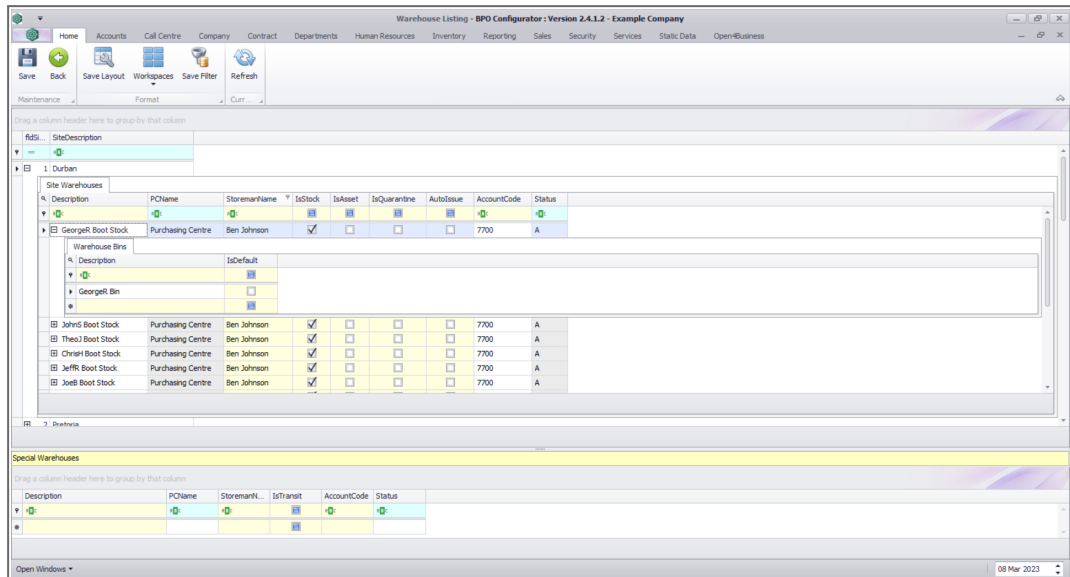 Warehouse Listing - BPO Configurator : Version 2.4.1.2 - Example Company
Home Accounts Call Centre Company Contract Departments Human Resources Inventory Reporting Sales Security Services Static Data Open4Business
Save Back Save Layout Workspaces Save Filter Refresh
Maintenance Format Curr...
Drag a column header here to group by that column
fldSi... SiteDescription
1 Durban
Site Warehouses
Description PCName StoremanName IsStock IsAsset IsQuarantine AutoIssue AccountCode Status
GeorgeR Boot Stock Purchasing Centre Ben Johnson 7700 A
Warehouse Bins
Description IsDefault
GeorgeR Bin
JohnS Boot Stock Purchasing Centre Ben Johnson 7700 A
TheoJ Boot Stock Purchasing Centre Ben Johnson 7700 A
ChrisH Boot Stock Purchasing Centre Ben Johnson 7700 A
JeffR Boot Stock Purchasing Centre Ben Johnson 7700 A
JoeB Boot Stock Purchasing Centre Ben Johnson 7700 A
2 Pretoria
Special Warehouses
Drag a column header here to group by that column
Description PCName StoremanN... IsTransit AccountCode Status
Open Windows 08 Mar 2023